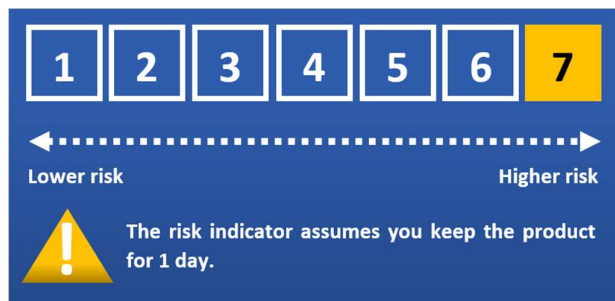 1 2 3 4 5 6 7
Lower risk Higher risk
The risk indicator assumes you keep the product
for 1 day.